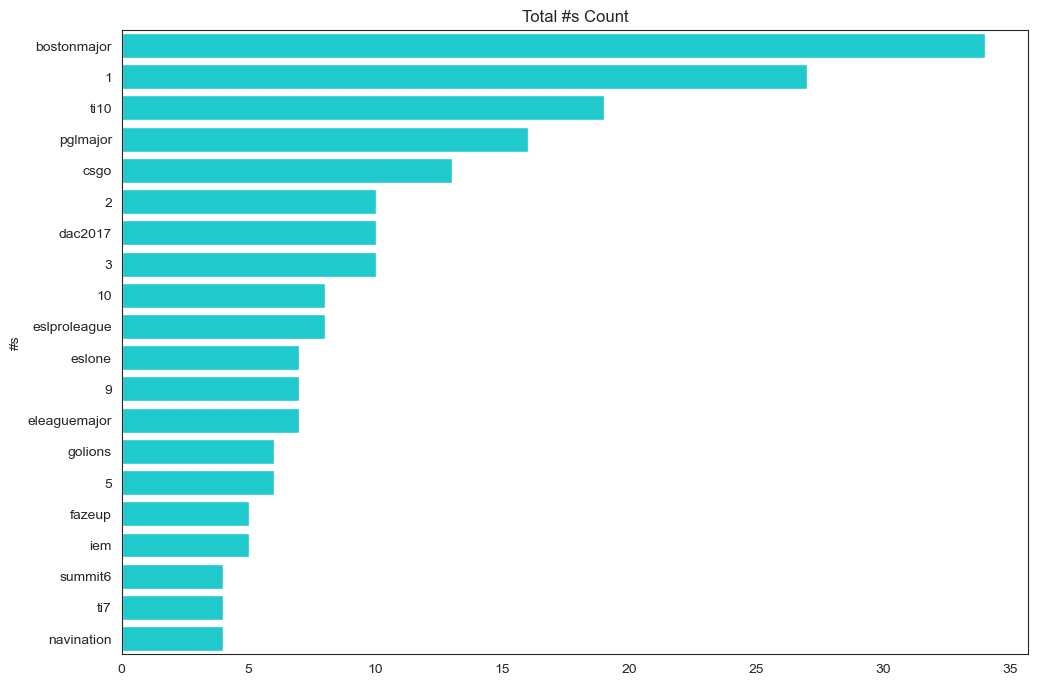 Total #s Count
bostonmajor
1
ti10
pglmajor
csgo
2
dac2017
3
10
eslproleague
#s
eslone
9
eleaguemajor
golions
5
fazeup
iem
summit6
ti7
navination
0 5 10 15 20 25 30 35